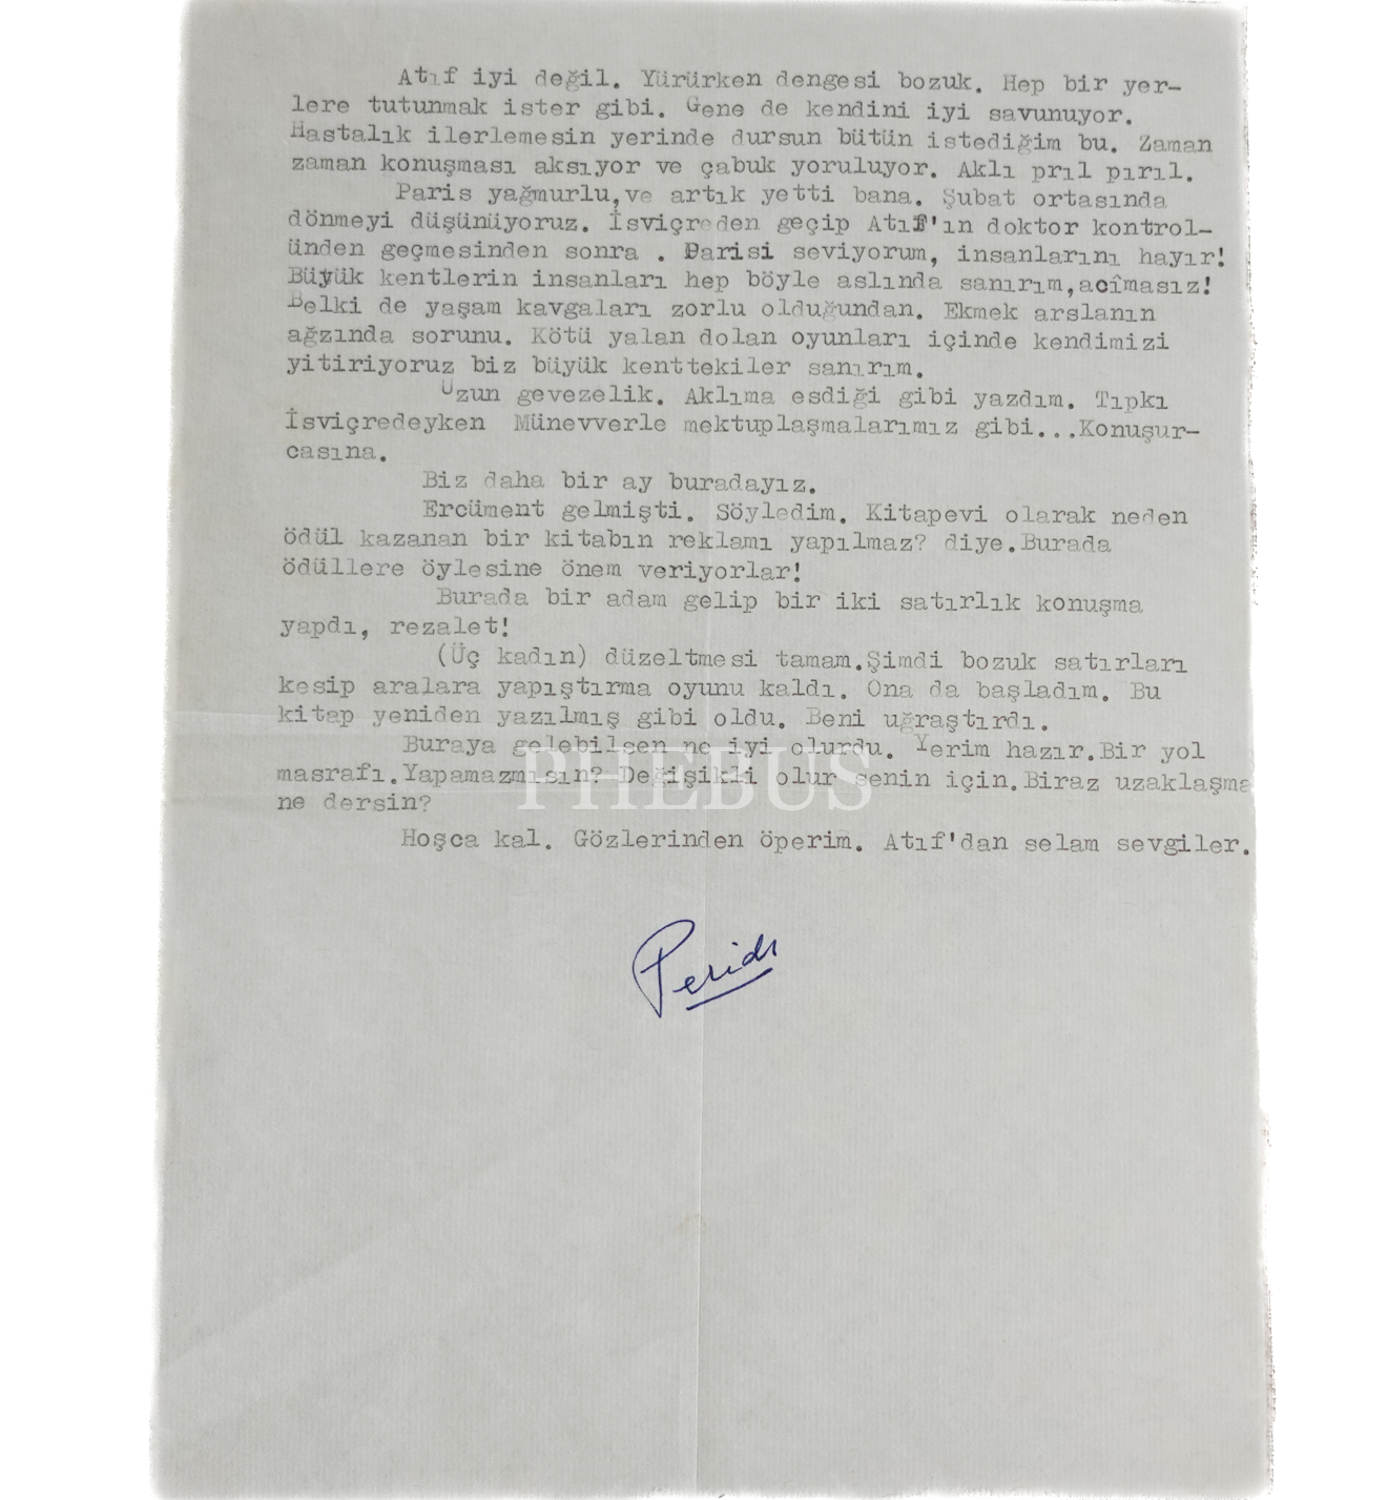 Atıf iyi değil. Yürürken dengesi bozuk. Hep bir yer-
lere tutunmak ister gibi. Gene de kendini iyi savunuyor.
Hastalık ilerlemesin yerinde dursun bütün istediğim bu. Zaman
zaman konuşması aksıyor ve çabuk yoruluyor. Aklı prıl pırıl.
Paris yağmurlu,ve artık yetti bana. Şubat ortasında
dönmeyi düşünüyoruz. İsviçreden geçip Atıf'ın doktor kontrol-
ünden geçmesinden sonra . Parisi seviyorum, insanlarını hayır!
Büyük kentlerin insanları hep böyle aslında sanırım,acîmasız!
Belki de yaşam kavgaları zorlu olduğundan. Ekmek arslanın
ağzında sorunu. Kötü yalan dolan oyunları içinde kendimizi
yitiriyoruz biz büyük kenttekiler sanırım.
Uzun gevezelik. Aklıma esdiği gibi yazdım. Tıpkı
İsviçredeyken Münevverle mektuplaşmalarımız gibi...Konuşur-
casına.
Biz daha bir ay buradayız.
Ercüment gelmişti. Söyledim. Kitapevi olarak neden
ödül kazanan bir kitabın reklamı yapılmaz? diye.Burada
ödüllere öylesine önem veriyorlar!
Burada bir adam gelip bir iki satırlık konuşma
yapdı, rezalet!
(Üç kadın) düzeltmesi tamam.Şimdi bozuk satırları
kesip aralara yapıştırma oyunu kaldı. Ona da başladım. Bu
kitap yeniden yazılmış gibi oldu. Beni uğraştırdı.
Buraya gelebilsen ne iyi olurdu. Yerim hazır.Bir yol
masrafı.Yapamazmısın? Değişikli olur senin için.Biraz uzaklaşma
ne dersin?
Hoşca kal. Gözlerinden öperim. Atıf'dan selam sevgiler.
Peride
PHEBUS